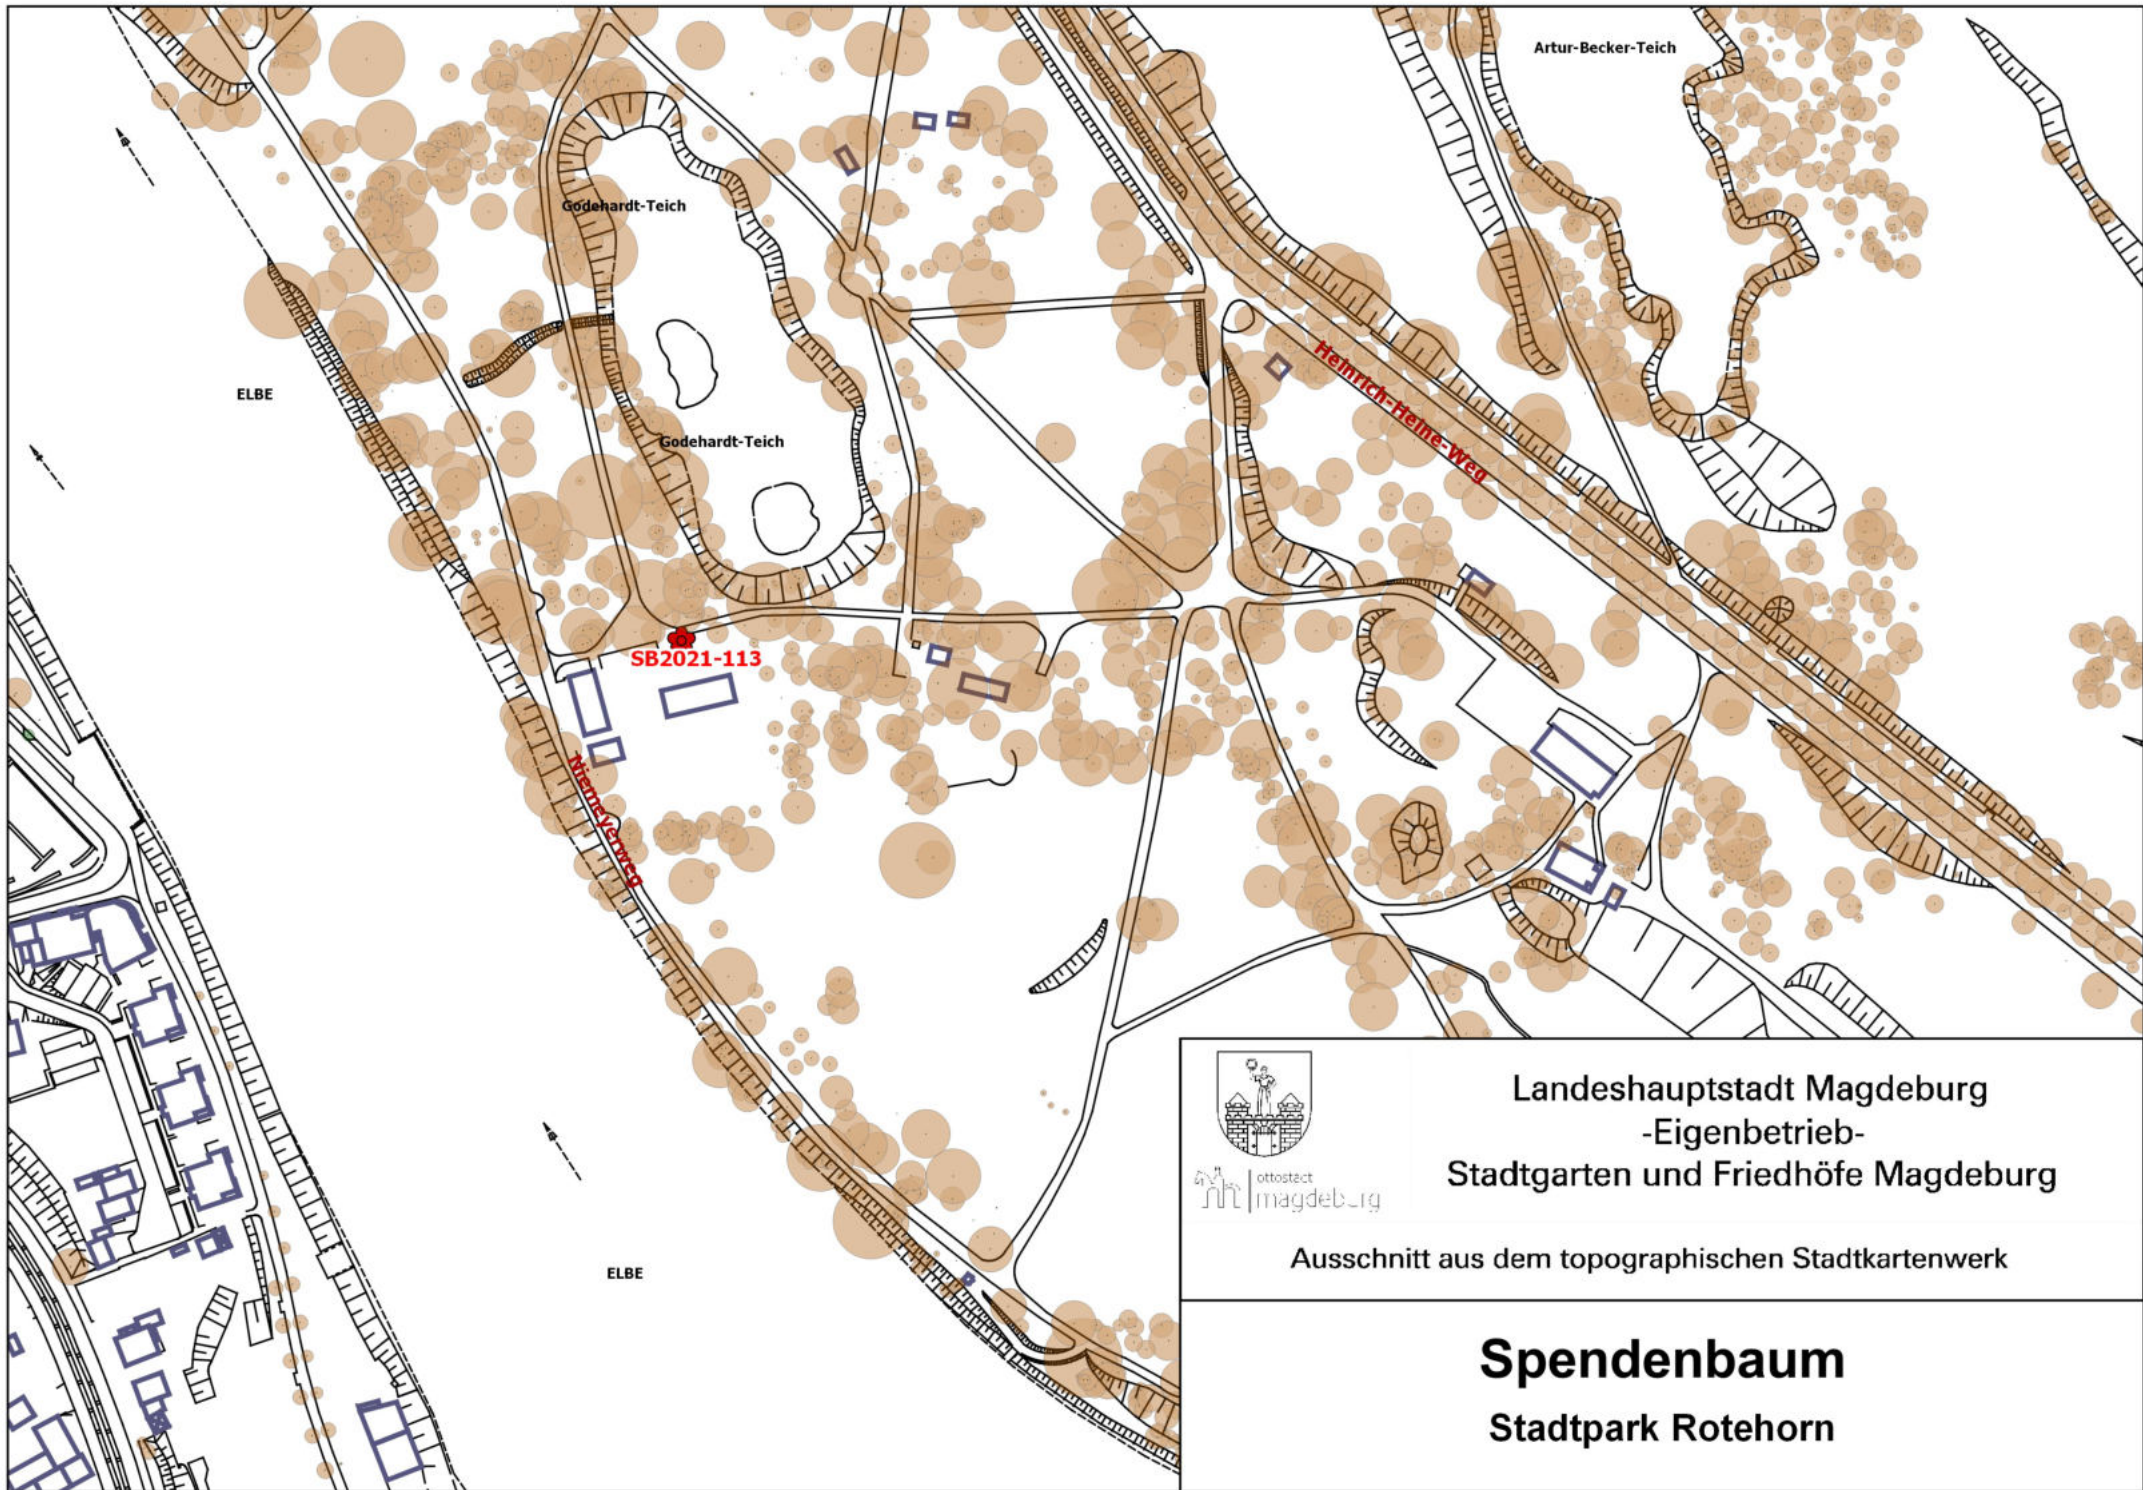 Artur-Becker-Teich
Godehardt-Teich
ELBE
Heinrich-Heine-Weg
Godehardt-Teich
SB2021-113
Niemeyerweg
ELBE
Landeshauptstadt Magdeburg
-Eigenbetrieb-
Stadtgarten und Friedhöfe Magdeburg
ottostadt
magdeburg
Ausschnitt aus dem topographischen Stadtkartenwerk
Spendenbaum
Stadtpark Rotehorn